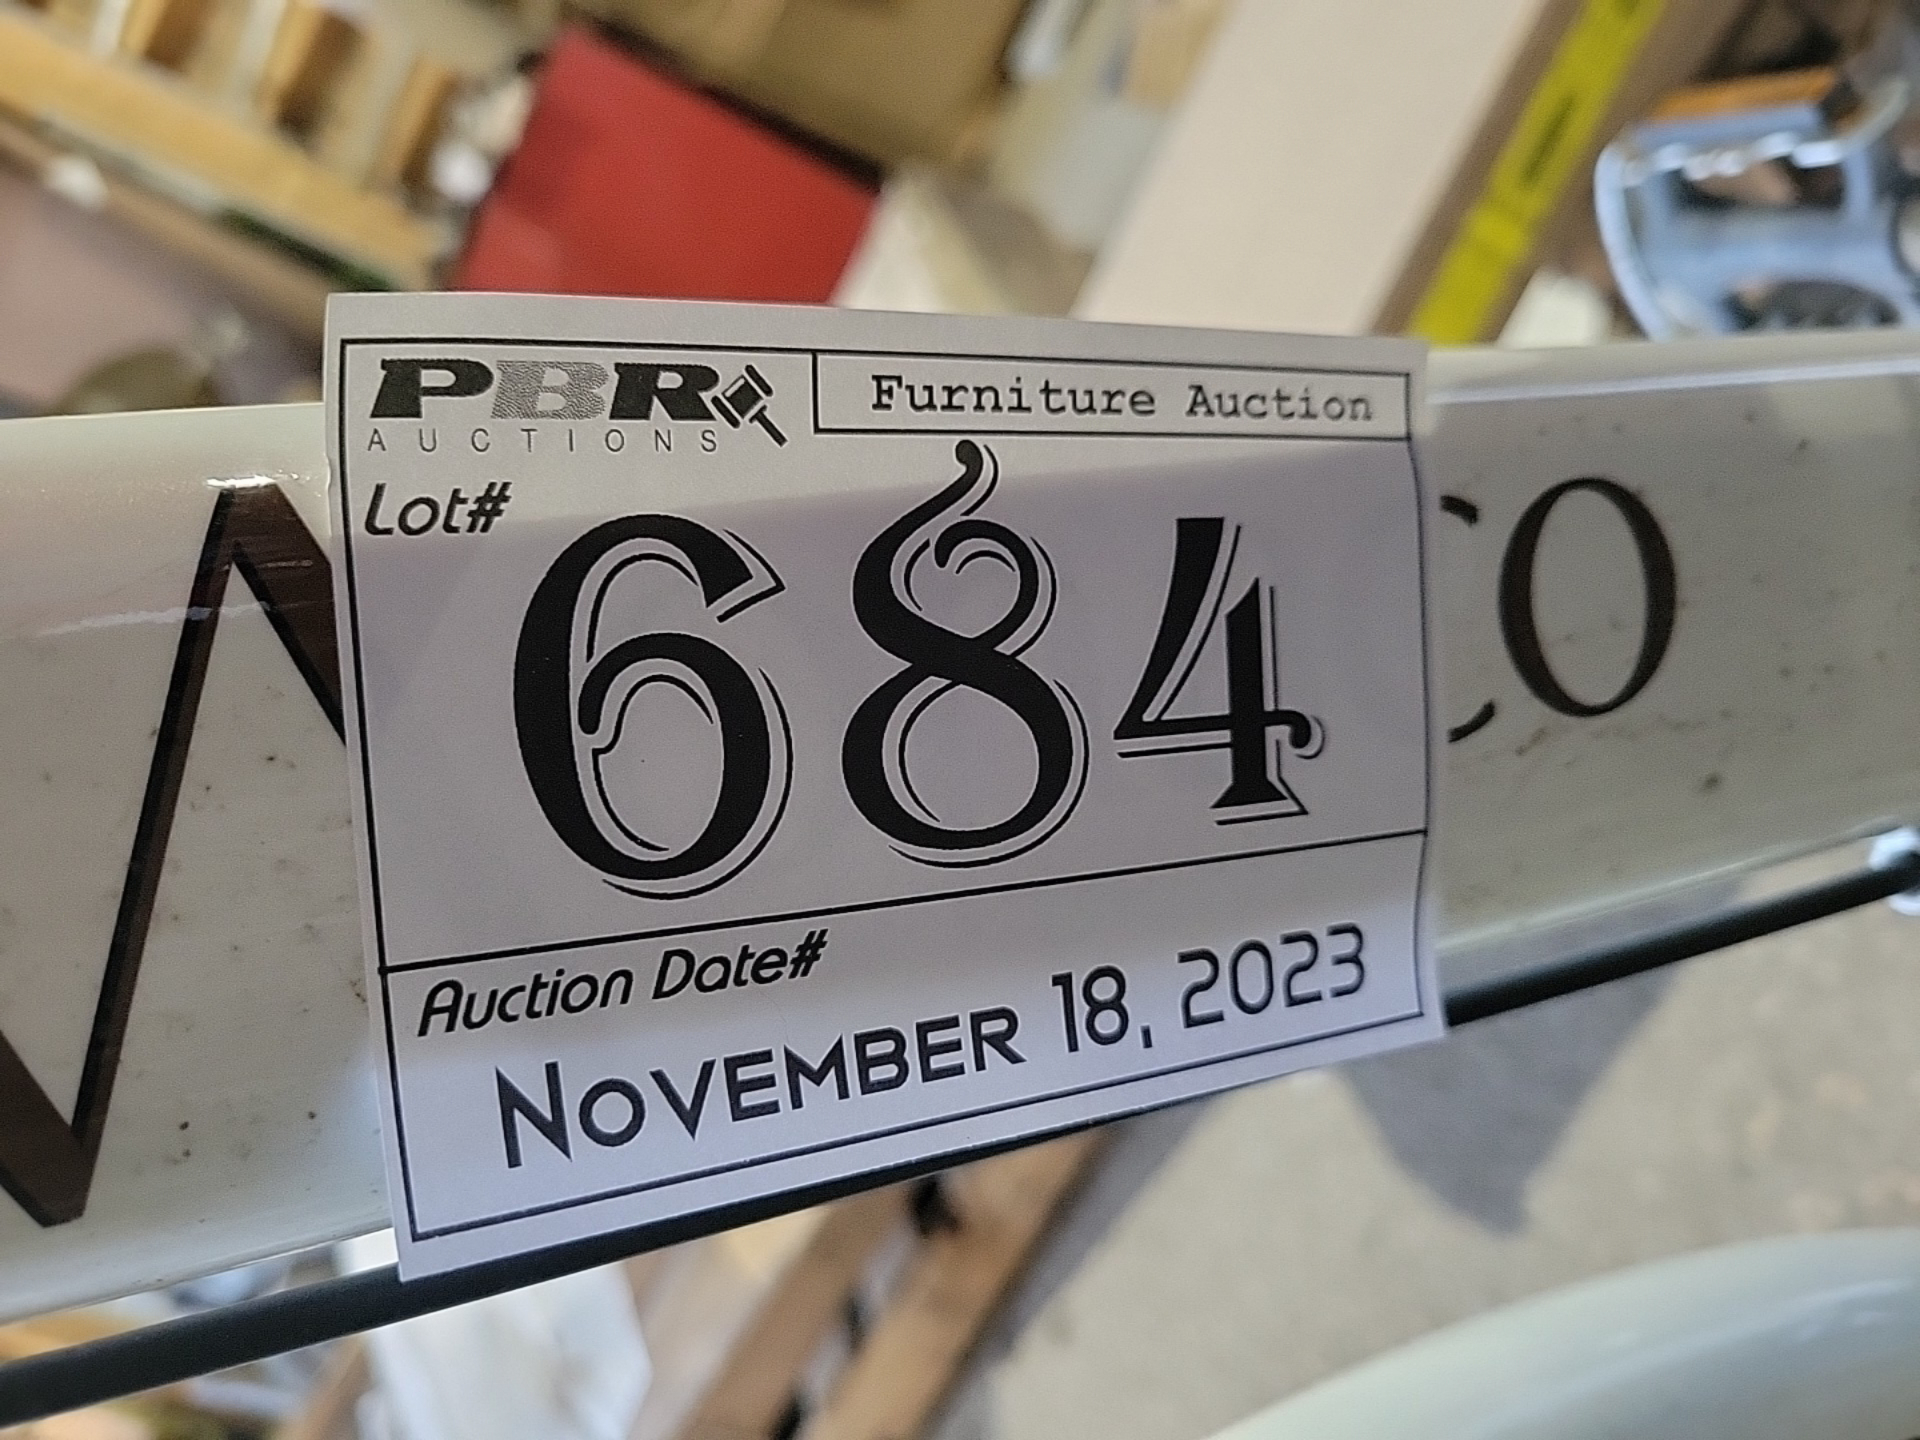 PBR
AUCTIONS
Furniture Auction
Lot#
684
Auction Date#
NOVEMBER 18, 2023
N CO